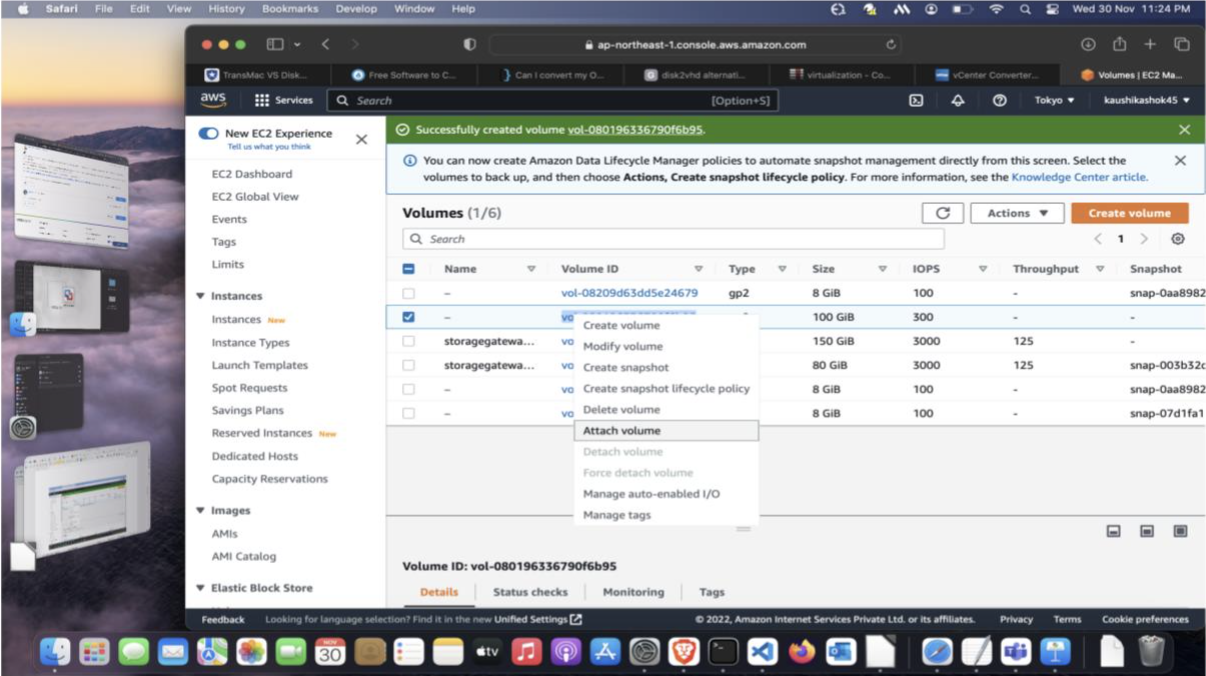 Safari File Edit View History Bookmarks Develop Window Help Wed 30 Nov 11:24 PM
ap-northeast-1.console.aws.amazon.com
TransMac VS Disk... Free Software to C... Can I convert my O... disk2vhd alternati... virtualization - Co... vCenter Converter... Volumes | EC2 Ma...
aws Services Search [Option+S] Tokyo kaushikashok45
New EC2 Experience
Tell us what you think
EC2 Dashboard
EC2 Global View
Events
Tags
Limits
Instances
Instances New
Instance Types
Launch Templates
Spot Requests
Savings Plans
Reserved Instances New
Dedicated Hosts
Capacity Reservations
Images
AMIs
AMI Catalog
Elastic Block Store
Successfully created volume vol-080196336790f6b95.
You can now create Amazon Data Lifecycle Manager policies to automate snapshot management directly from this screen. Select the
volumes to back up, and then choose Actions, Create snapshot lifecycle policy. For more information, see the Knowledge Center article.
Volumes (1/6) Actions Create volume
Search 1
Name Volume ID Type Size IOPS Throughput Snapshot
– vol-08209d63dd5e24679 gp2 8 GiB 100 - snap-0aa8982
– 100 GiB 300 - -
storagegatewa... vo 150 GiB 3000 125 -
storagegatewa... vo 80 GiB 3000 125 snap-003b32c
– vo 8 GiB 100 - snap-0aa8982
– vo 8 GiB 100 - snap-07d1fa1
Create volume
Modify volume
Create snapshot
Create snapshot lifecycle policy
Delete volume
Attach volume
Detach volume
Force detach volume
Manage auto-enabled I/O
Manage tags
Volume ID: vol-080196336790f6b95
Details Status checks Monitoring Tags
Feedback Looking for language selection? Find it in the new Unified Settings © 2022, Amazon Internet Services Private Ltd. or its affiliates. Privacy Terms Cookie preferences
NOV
30
tv